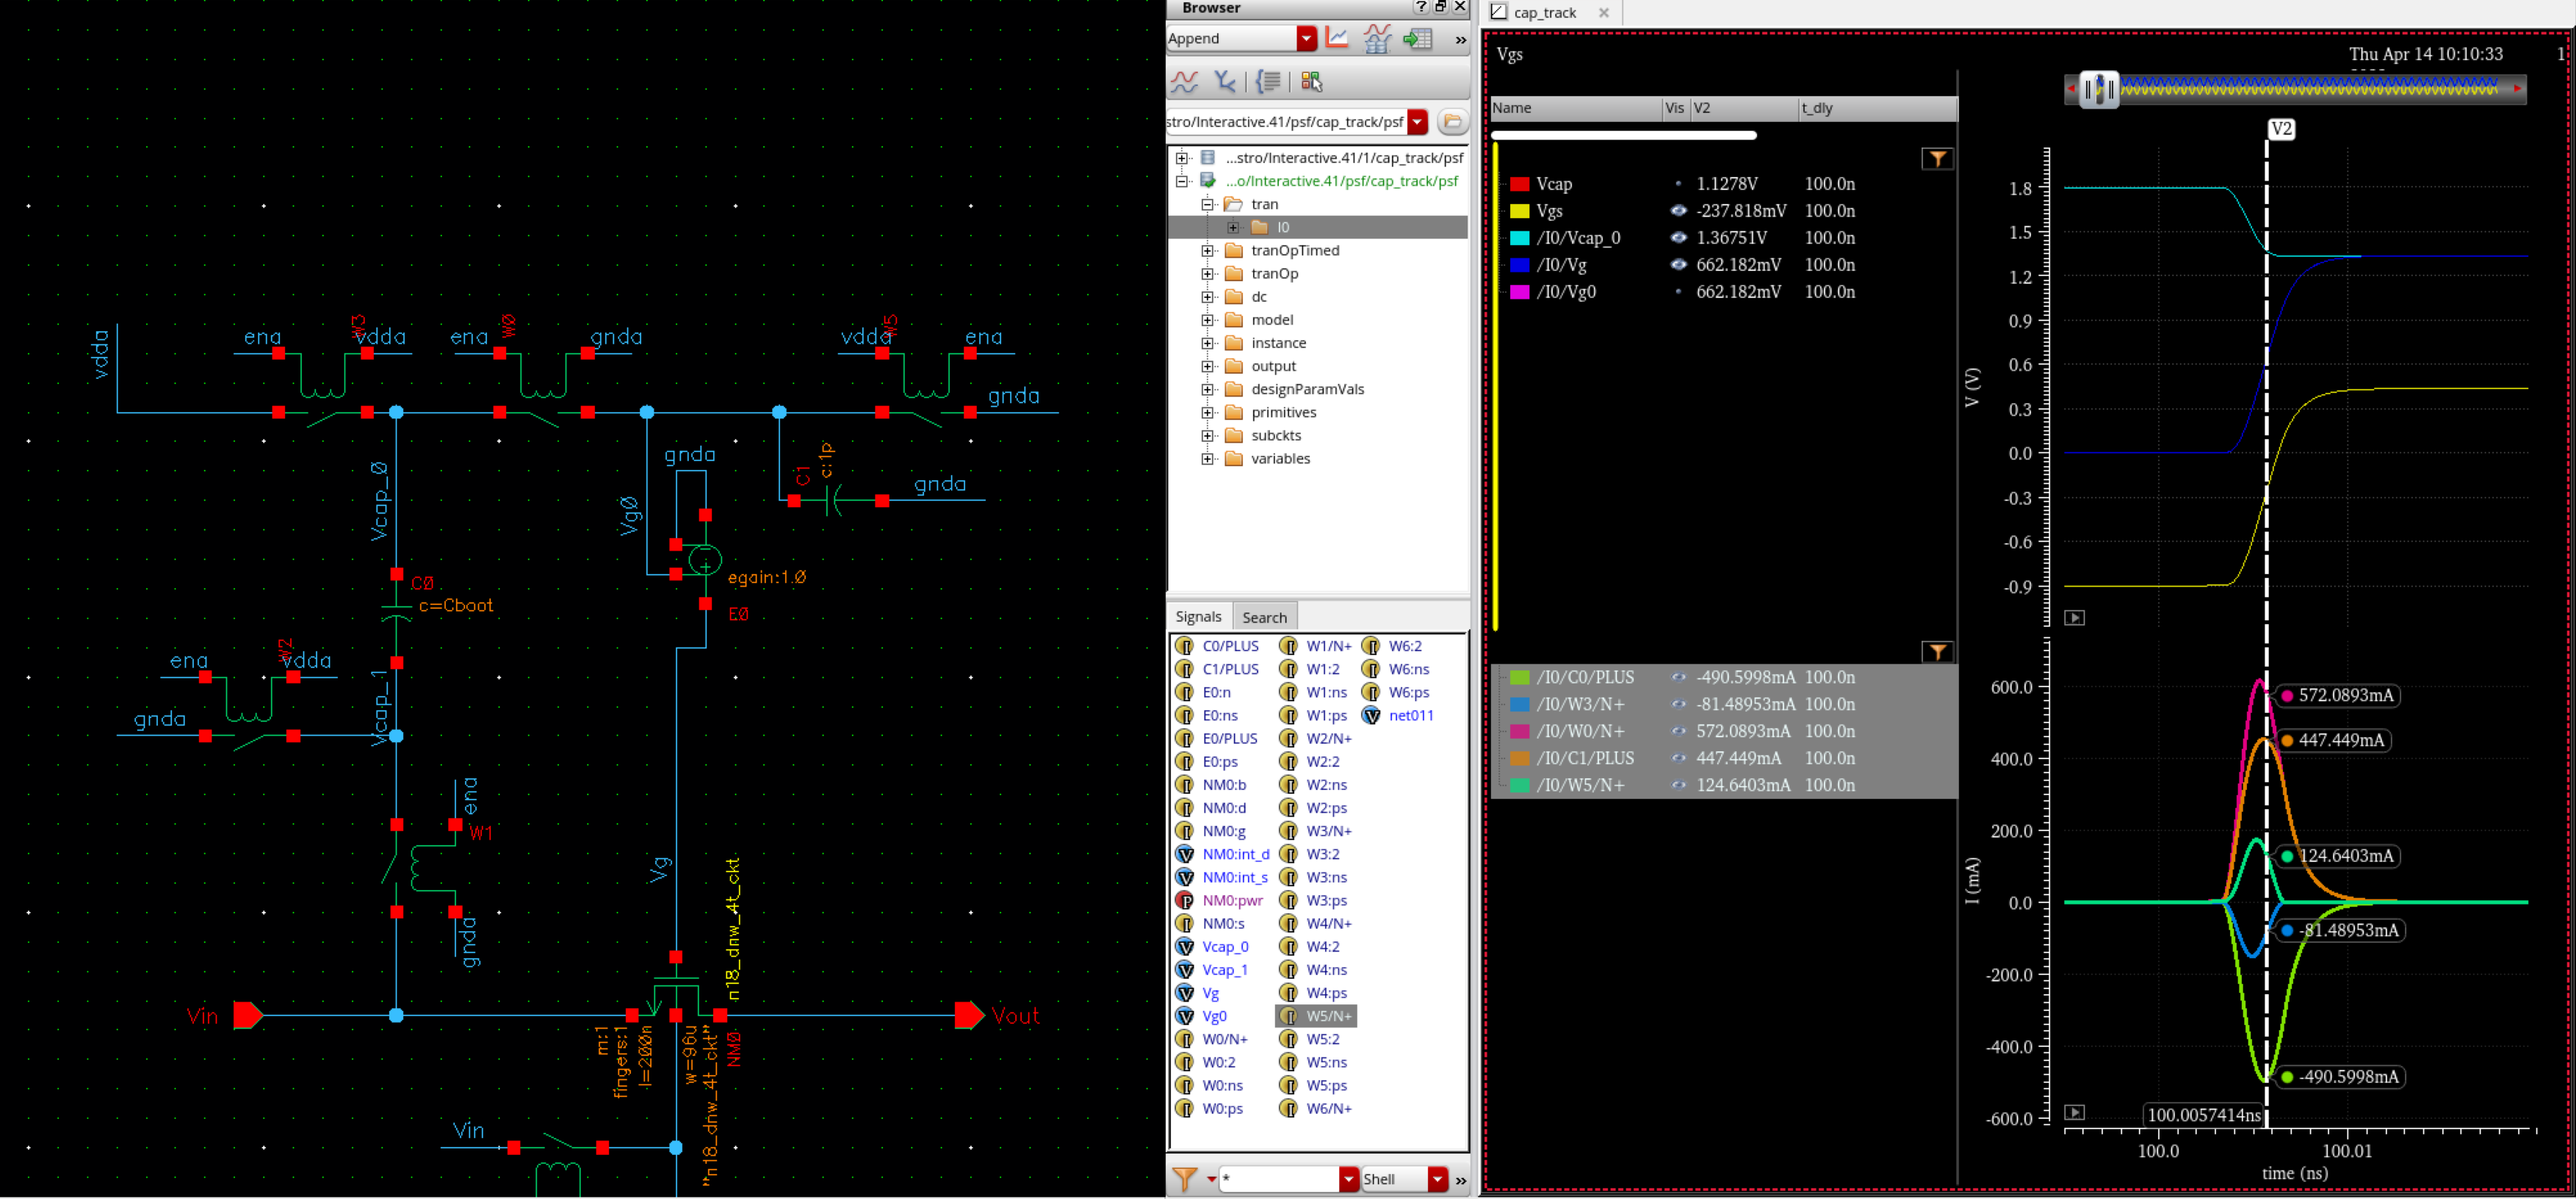 vdda
ena
W3
vdda
ena
W0
gnda
vdda
W5
ena
gnda
Vcap_0
Vg0
gnda
C1
c:1p
gnda
C0
c=Cboot
egain:1.0
E0
ena
W2
vdda
gnda
Vcap_1
ena
W1
gnda
Vg
n18_dnw_4t_ckt
Vin
Vout
m:1
fingers:1
l=200n
w=96u
"n18_dnw_4t_ckt"
NM0
Vin
Browser
Append
stro/Interactive.41/psf/cap_track/psf
...stro/Interactive.41/1/cap_track/psf
...o/Interactive.41/psf/cap_track/psf
tran
I0
tranOpTimed
tranOp
dc
model
instance
output
designParamVals
primitives
subckts
variables
Signals Search
C0/PLUS W1/N+ W6:2
C1/PLUS W1:2 W6:ns
E0:n W1:ns W6:ps
E0:ns W1:ps net011
E0/PLUS W2/N+
E0:ps W2:2
NM0:b W2:ns
NM0:d W2:ps
NM0:g W3/N+
NM0:int_d W3:2
NM0:int_s W3:ns
NM0:pwr W3:ps
NM0:s W4/N+
Vcap_0 W4:2
Vcap_1 W4:ns
Vg W4:ps
Vg0 W5/N+
W0/N+ W5:2
W0:2 W5:ns
W0:ns W5:ps
W0:ps W6/N+
* Shell »
cap_track
Vgs
Thu Apr 14 10:10:33 1
Name Vis V2 t_dly
Vcap 1.1278V 100.0n
Vgs -237.818mV 100.0n
/I0/Vcap_0 1.36751V 100.0n
/I0/Vg 662.182mV 100.0n
/I0/Vg0 662.182mV 100.0n
/I0/C0/PLUS -490.5998mA 100.0n
/I0/W3/N+ -81.48953mA 100.0n
/I0/W0/N+ 572.0893mA 100.0n
/I0/C1/PLUS 447.449mA 100.0n
/I0/W5/N+ 124.6403mA 100.0n
V2
1.8
1.5
1.2
0.9
0.6
0.3
0.0
-0.3
-0.6
-0.9
V (V)
600.0
400.0
200.0
0.0
-200.0
-400.0
-600.0
I (mA)
572.0893mA
447.449mA
124.6403mA
-81.48953mA
-490.5998mA
100.0057414ns
100.0 100.01
time (ns)